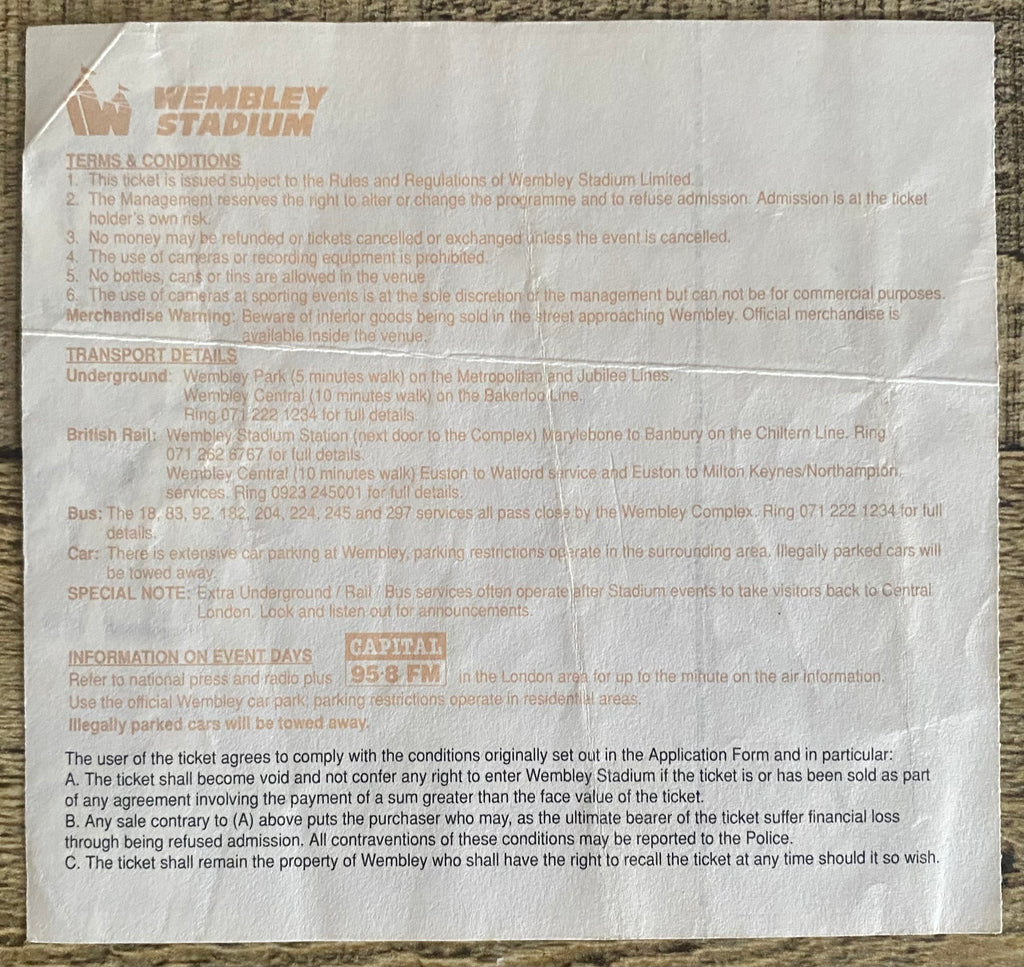 WEMBLEY
STADIUM
TERMS & CONDITIONS
1. This ticket is issued subject to the Rules and Regulations of Wembley Stadium Limited.
2. The Management reserves the right to alter or change the programme and to refuse admission. Admission is at the ticket
holder's own risk.
3. No money may be refunded or tickets cancelled or exchanged unless the event is cancelled.
4. The use of cameras or recording equipment is prohibited.
5. No bottles, cans or tins are allowed in the venue
6. The use of cameras at sporting events is at the sole discretion of the management but can not be for commercial purposes.
Merchandise Warning: Beware of inferior goods being sold in the street approaching Wembley. Official merchandise is
available inside the venue.
TRANSPORT DETAILS
Underground: Wembley Park (5 minutes walk) on the Metropolitan and Jubilee Lines.
Wembley Central (10 minutes walk) on the Bakerloo Line.
Ring 071 222 1234 for full details.
British Rail: Wembley Stadium Station (next door to the Complex) Marylebone to Banbury on the Chiltern Line. Ring
071 262 6767 for full details.
Wembley Central (10 minutes walk) Euston to Watford service and Euston to Milton Keynes/Northampton
services. Ring 0923 245001 for full details.
Bus: The 18, 83, 92, 182, 204, 224, 245 and 297 services all pass close by the Wembley Complex. Ring 071 222 1234 for full
details.
Car: There is extensive car parking at Wembley, parking restrictions operate in the surrounding area. Illegally parked cars will
be towed away.
SPECIAL NOTE: Extra Underground / Rail / Bus services often operate after Stadium events to take visitors back to Central
London. Look and listen out for announcements.
INFORMATION ON EVENT DAYS
Refer to national press and radio plus CAPITAL 95·8 FM in the London area for up to the minute on the air information.
Use the official Wembley car park, parking restrictions operate in residential areas.
Illegally parked cars will be towed away.
The user of the ticket agrees to comply with the conditions originally set out in the Application Form and in particular:
A. The ticket shall become void and not confer any right to enter Wembley Stadium if the ticket is or has been sold as part
of any agreement involving the payment of a sum greater than the face value of the ticket.
B. Any sale contrary to (A) above puts the purchaser who may, as the ultimate bearer of the ticket suffer financial loss
through being refused admission. All contraventions of these conditions may be reported to the Police.
C. The ticket shall remain the property of Wembley who shall have the right to recall the ticket at any time should it so wish.